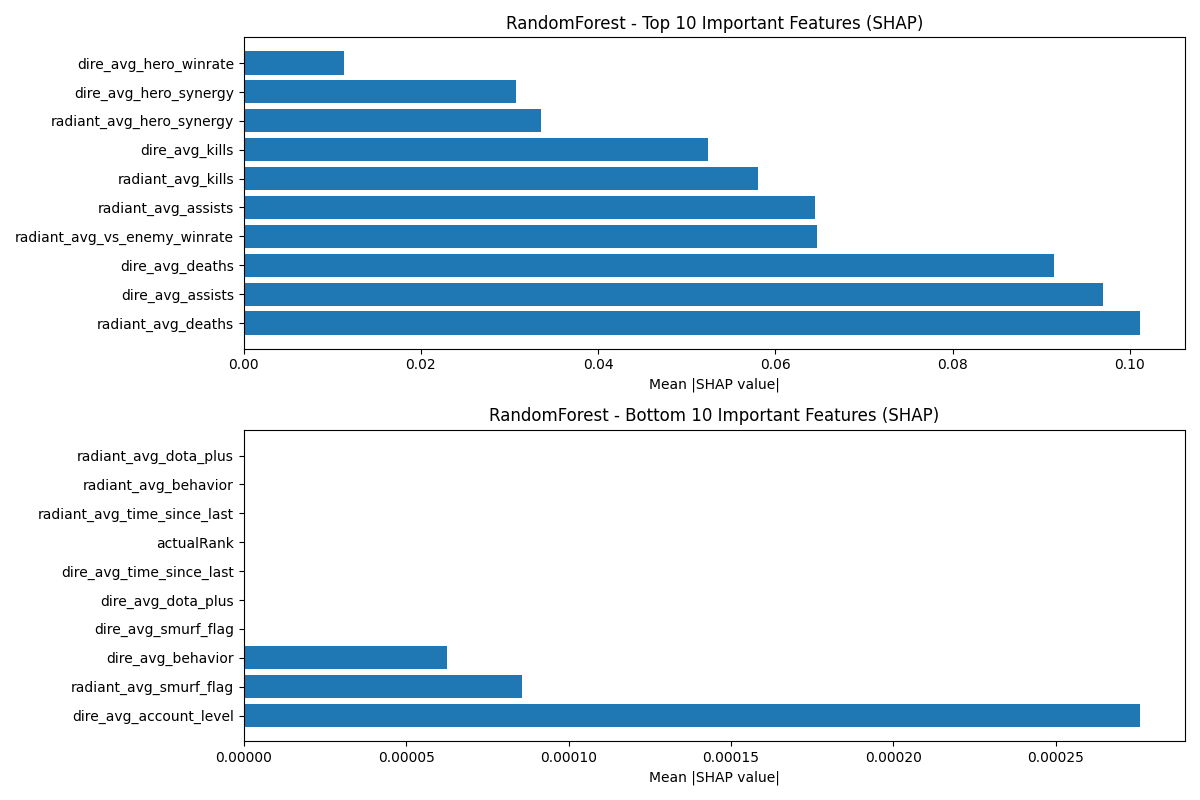 RandomForest - Top 10 Important Features (SHAP)
dire_avg_hero_winrate
dire_avg_hero_synergy
radiant_avg_hero_synergy
dire_avg_kills
radiant_avg_kills
radiant_avg_assists
radiant_avg_vs_enemy_winrate
dire_avg_deaths
dire_avg_assists
radiant_avg_deaths
0.00 0.02 0.04 0.06 0.08 0.10
Mean |SHAP value|
RandomForest - Bottom 10 Important Features (SHAP)
radiant_avg_dota_plus
radiant_avg_behavior
radiant_avg_time_since_last
actualRank
dire_avg_time_since_last
dire_avg_dota_plus
dire_avg_smurf_flag
dire_avg_behavior
radiant_avg_smurf_flag
dire_avg_account_level
0.00000 0.00005 0.00010 0.00015 0.00020 0.00025
Mean |SHAP value|